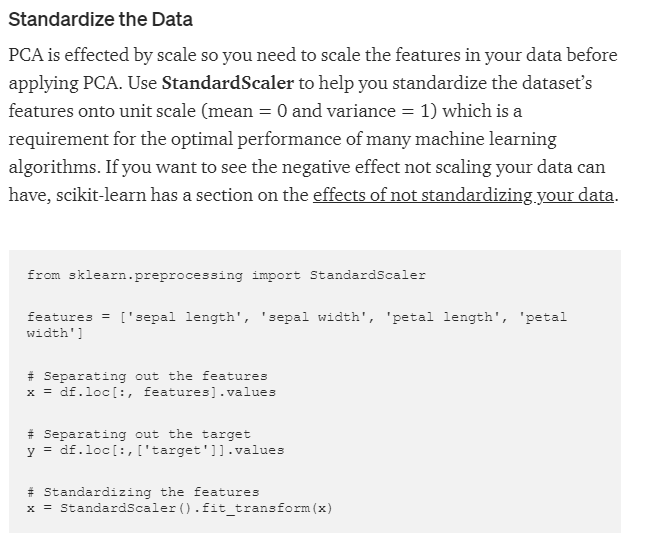 Standardize the Data
PCA is effected by scale so you need to scale the features in your data before
applying PCA. Use StandardScaler to help you standardize the dataset’s
features onto unit scale (mean = 0 and variance = 1) which is a
requirement for the optimal performance of many machine learning
algorithms. If you want to see the negative effect not scaling your data can
have, scikit-learn has a section on the effects of not standardizing your data.
from sklearn.preprocessing import StandardScaler
features = ['sepal length', 'sepal width', 'petal length', 'petal
width']
# Separating out the features
x = df.loc[:, features].values
# Separating out the target
y = df.loc[:,['target']].values
# Standardizing the features
x = StandardScaler().fit_transform(x)